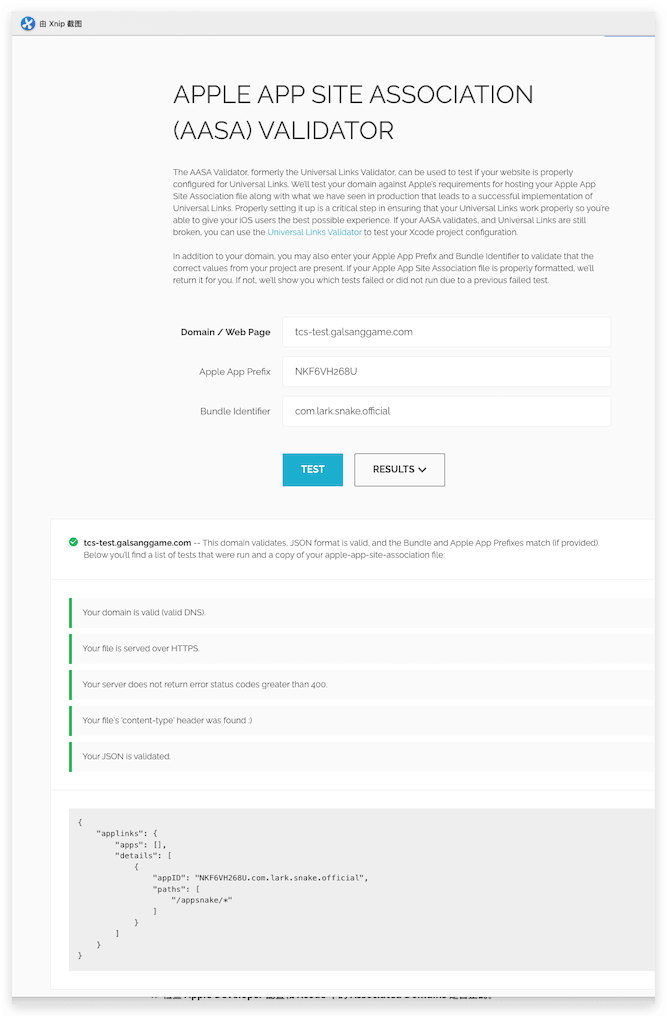 由 Xnip 截图
APPLE APP SITE ASSOCIATION
(AASA) VALIDATOR
The AASA Validator, formerly the Universal Links Validator, can be used to test if your website is properly
configured for Universal Links. We'll test your domain against Apple's requirements for hosting your Apple App
Site Association file along with what we have seen in production that leads to a successful implementation of
Universal Links. Properly setting it up is a critical step in ensuring that your Universal Links work properly so you're
able to give your iOS users the best possible experience. If your AASA validates, and Universal Links are still
broken, you can use the Universal Links Validator to test your Xcode project configuration.
In addition to your domain, you may also enter your Apple App Prefix and Bundle Identifier to validate that the
correct values from your project are present. If your Apple App Site Association file is properly formatted, we'll
return it for you. If not, we'll show you which tests failed or did not run due to a previous failed test.
Domain / Web Page tcs-test.galsanggame.com
Apple App Prefix NKF6VH268U
Bundle Identifier com.lark.snake.official
TEST RESULTS
tcs-test.galsanggame.com -- This domain validates, JSON format is valid, and the Bundle and Apple App Prefixes match (if provided).
Below you'll find a list of tests that were run and a copy of your apple-app-site-association file:
Your domain is valid (valid DNS).
Your file is served over HTTPS.
Your server does not return error status codes greater than 400.
Your file's 'content-type' header was found :)
Your JSON is validated.
{
"applinks": {
"apps": [],
"details": [
{
"appID": "NKF6VH268U.com.lark.snake.official",
"paths": [
"/appsnake/*"
]
}
]
}
}